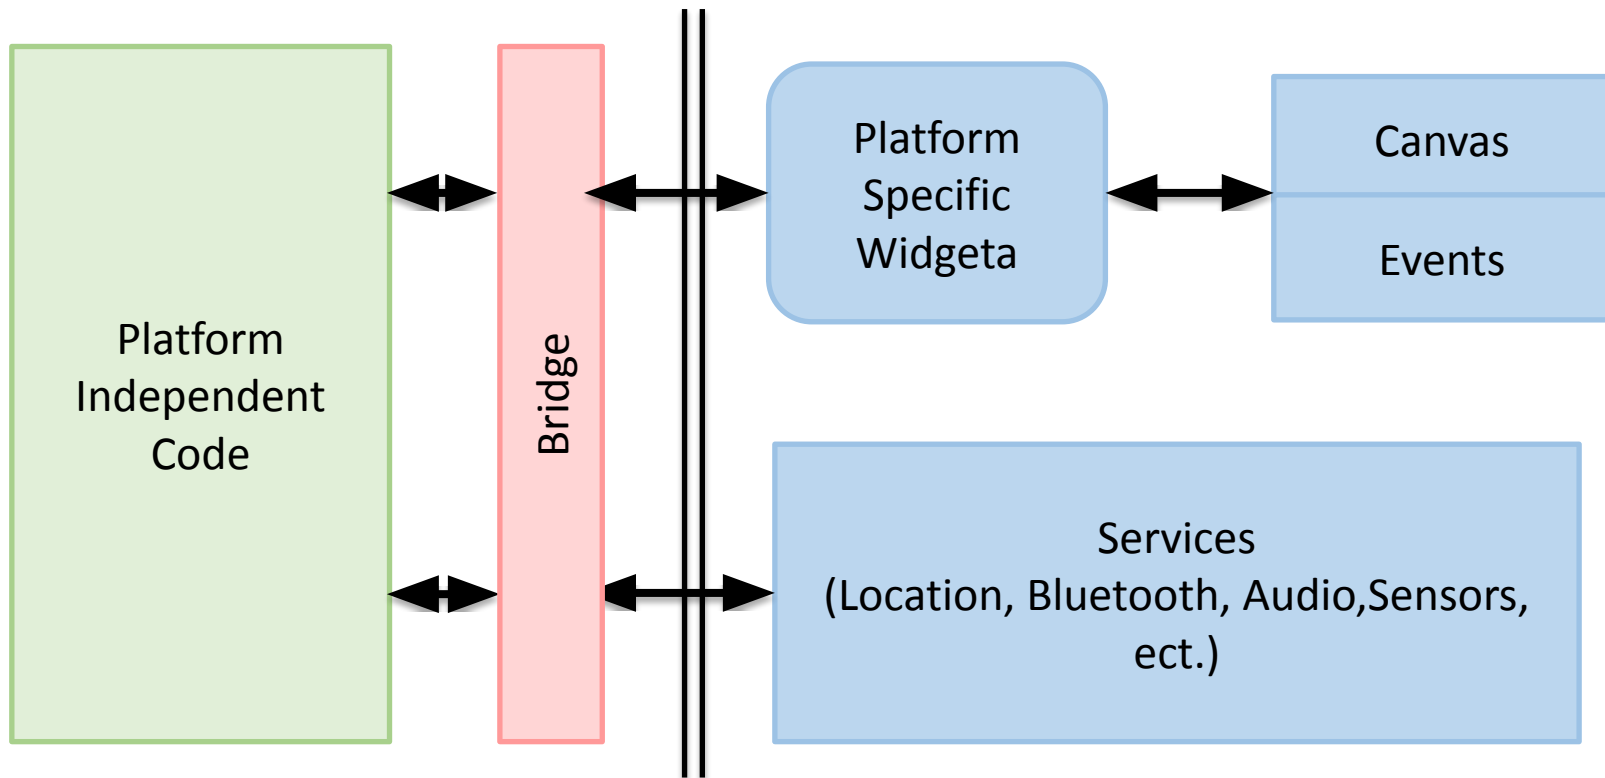 Platform
Independent
Code
Bridge
Platform
Specific
Widgeta
Canvas
Events
Services
(Location, Bluetooth, Audio,Sensors,
ect.)